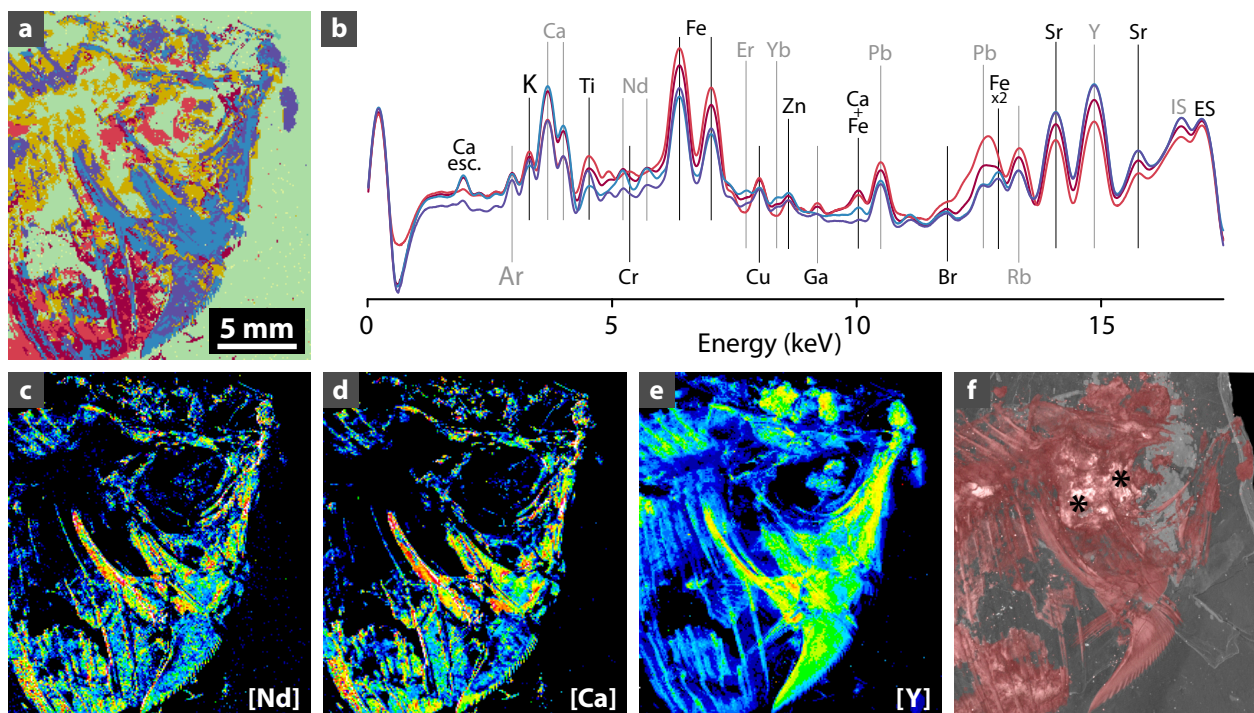 a
5 mm
b
K
Ca
Ti
Nd
Fe
Er
Yb
Zn
Ca
+
Fe
Pb
Pb
Fe
x2
Sr
Y
Sr
IS
ES
Ca
esc.
Ar
Cr
Cu
Ga
Br
Rb
0
5
10
15
Energy (keV)
c
[Nd]
d
[Ca]
e
[Y]
f
*
*